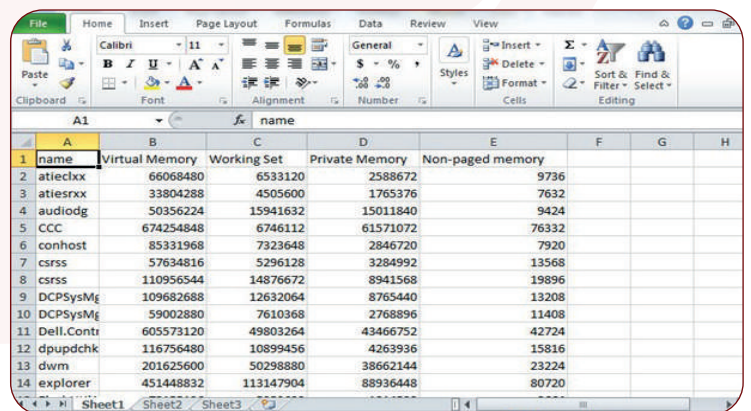 File Home Insert Page Layout Formulas Data Review View
Calibri 11 General Insert
B I U A A $ % , Delete
Paste Styles Format Sort & Find &
Filter Select
Clipboard Font Alignment Number Cells Editing
A1 fx name
A B C D E F G H
1 name Virtual Memory Working Set Private Memory Non-paged memory
2 atieclxx 66068480 6533120 2588672 9736
3 atiesrxx 33804288 4505600 1765376 7632
4 audiodg 50356224 15941632 15011840 9424
5 CCC 674254848 6746112 61571072 76332
6 conhost 85331968 7323648 2846720 7920
7 csrss 57634816 5296128 3284992 13568
8 csrss 110956544 14876672 8941568 19896
9 DCPSysMg 109682688 12632064 8765440 13208
10 DCPSysMg 59002880 7610368 2768896 11408
11 Dell.Contr 605573120 49803264 43466752 42724
12 dpupdchk 116756480 10899456 4263936 15816
13 dwm 201625600 50298880 38662144 23224
14 explorer 451448832 113147904 88936448 80720
Sheet1 Sheet2 Sheet3